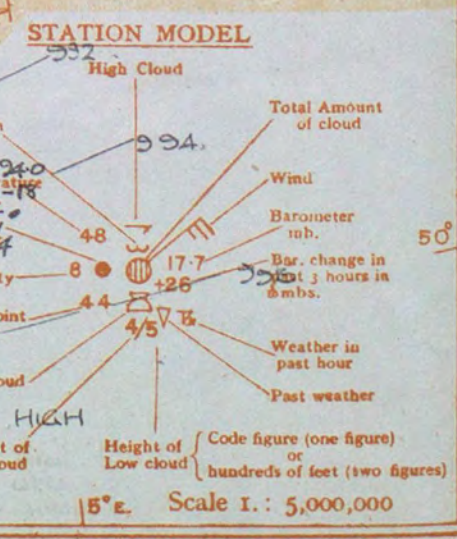 STATION MODEL
992
High Cloud
Total Amount
of cloud
994.
Wind
Barometer
mb.
48
50°
8
17.7
Bar. change in
3 hours in
mbs.
996
+26
44
4/5
Weather in
past hour
Past weather
HIGH
Height of
Low cloud
Code figure (one figure)
or
hundreds of feet (two figures)
5° E.
Scale 1.: 5,000,000